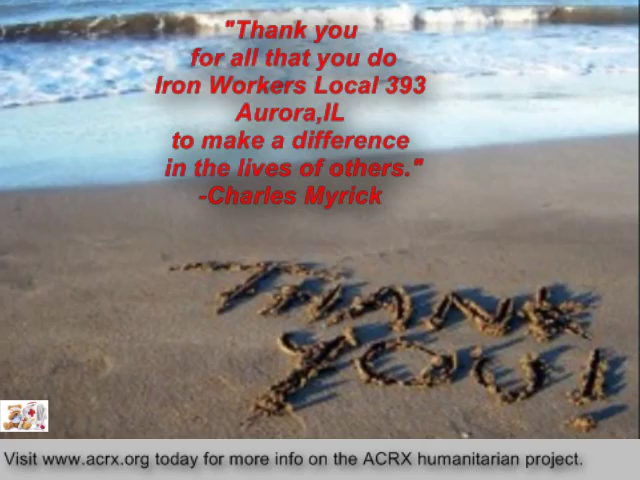 "Thank you
for all that you do
Iron Workers Local 393
Aurora,IL
to make a difference
in the lives of others."
-Charles Myrick
THANK
YOU!
Visit www.acrx.org today for more info on the ACRX humanitarian project.